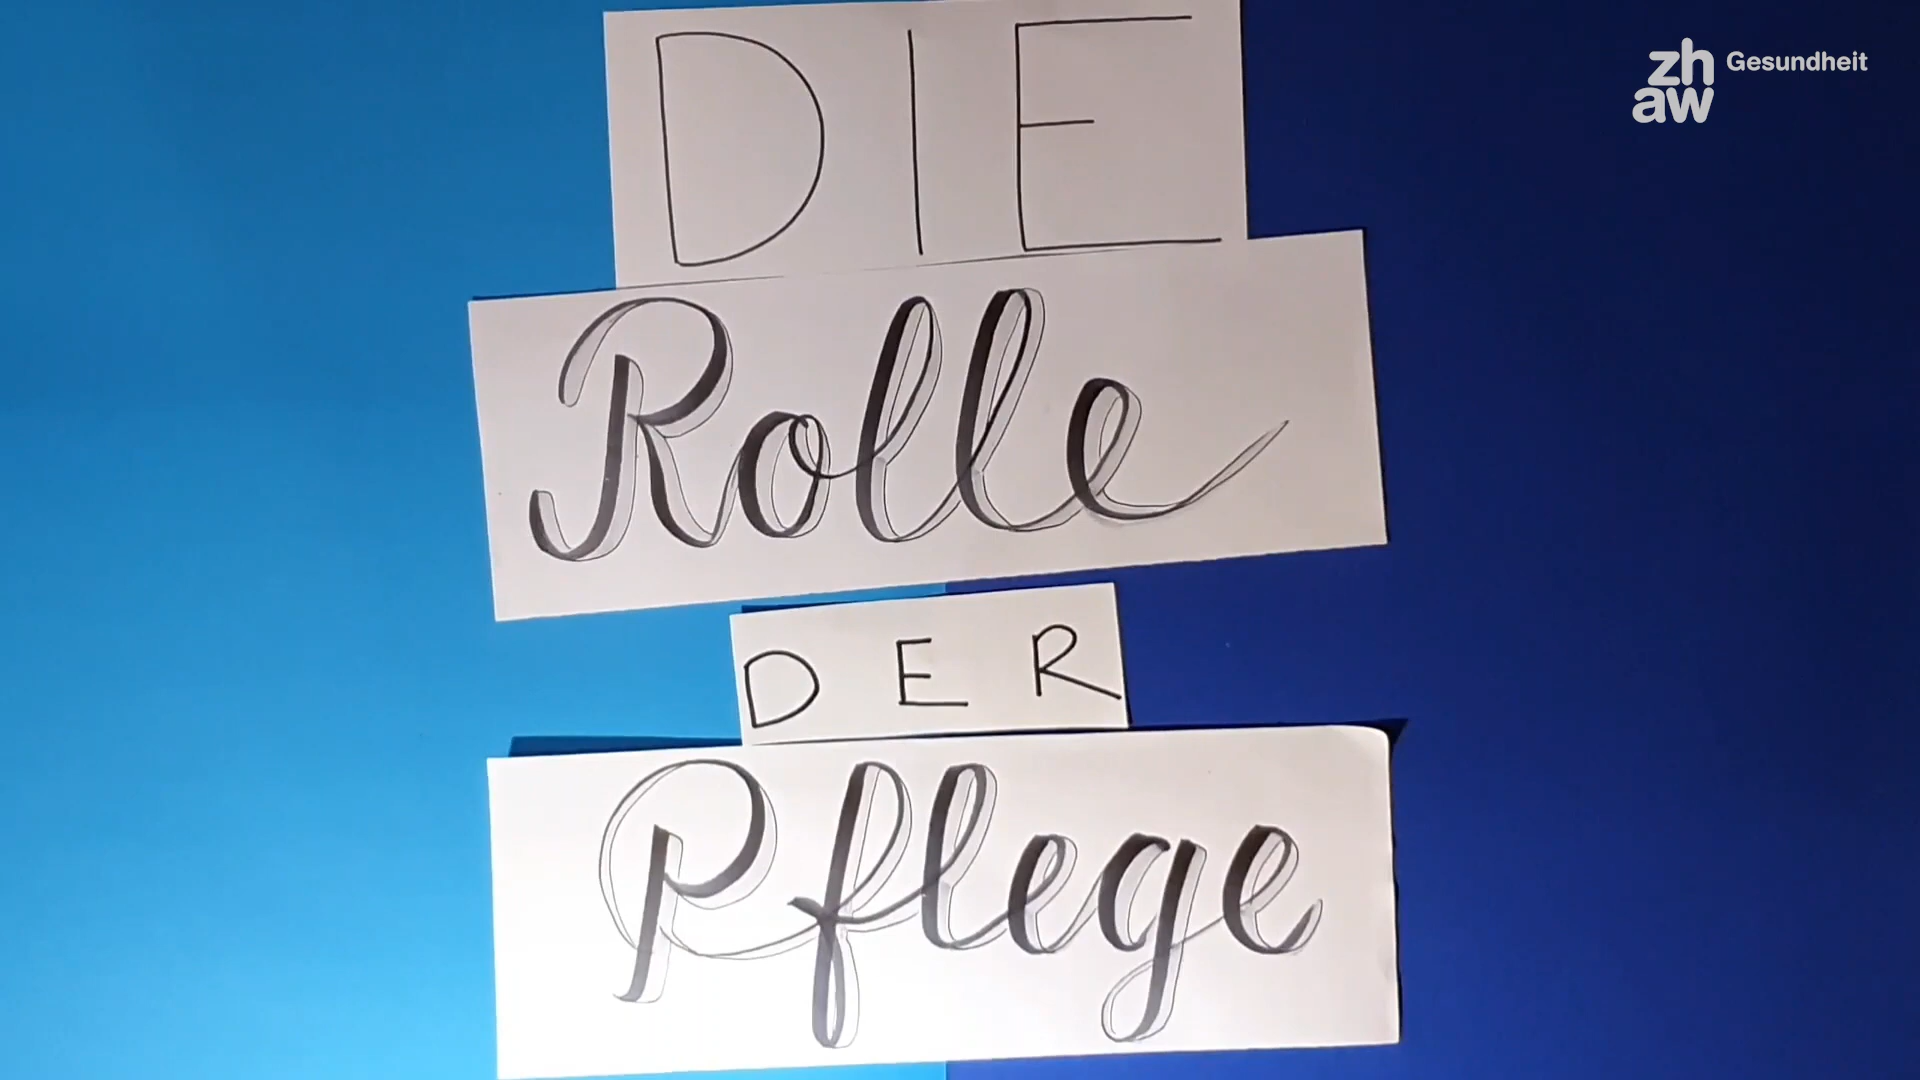 DIE
Rolle
DER
Pflege
zh Gesundheit
aw